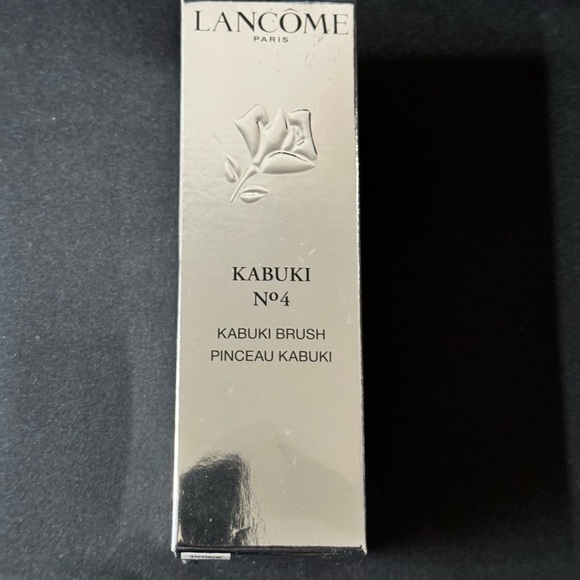 LANCÔME
PARIS
KABUKI
Nº4
KABUKI BRUSH
PINCEAU KABUKI